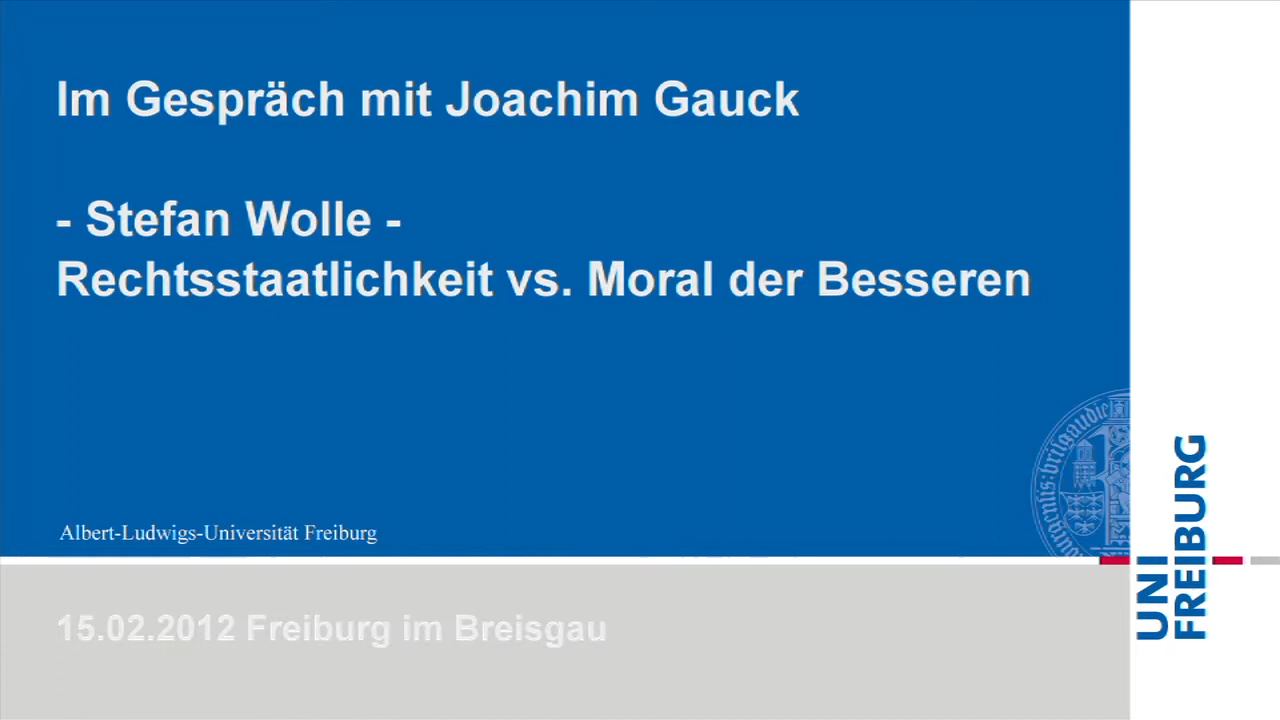 Im Gespräch mit Joachim Gauck
- Stefan Wolle -
Rechtsstaatlichkeit vs. Moral der Besseren
Albert-Ludwigs-Universität Freiburg
15.02.2012 Freiburg im Breisgau
UNI
FREIBURG